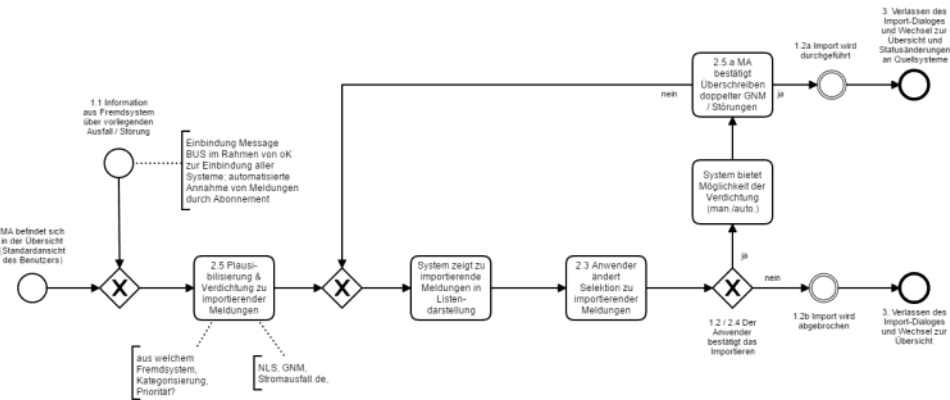 1.1 Information
aus Fremdsystem
über vorliegenden
Ausfall / Störung
Einbindung Message
BUS im Rahmen von oK
zur Einbindung aller
Systeme; automatisierte
Annahme von Meldungen
durch Abonnement
MA befindet sich
in der Übersicht
(Standardansicht
des Benutzers)
X
2.5 Plausi-
bilisierung &
Verdichtung zu
importierender
Meldungen
aus welchem
Fremdsystem,
Kategorisierung,
Priorität?
NLS, GNM,
Stromausfall.de,
X
System zeigt zu
importierende
Meldungen in
Listen-
darstellung
2.3 Anwender
ändert
Selektion zu
importierender
Meldungen
X
1.2 / 2.4 Der
Anwender
bestätigt das
Importieren
ja
nein
System bietet
Möglichkeit der
Verdichtung
(man./auto.)
2.5.a MA
bestätigt
Überschreiben
doppelter GNM
/ Störungen
nein
ja
1.2a Import wird
durchgeführt
3. Verlassen des
Import-Dialoges
und Wechsel zur
Übersicht und
Statusänderungen
an Quellsysteme
1.2b Import wird
abgebrochen
3. Verlassen des
Import-Dialoges
und Wechsel zur
Übersicht